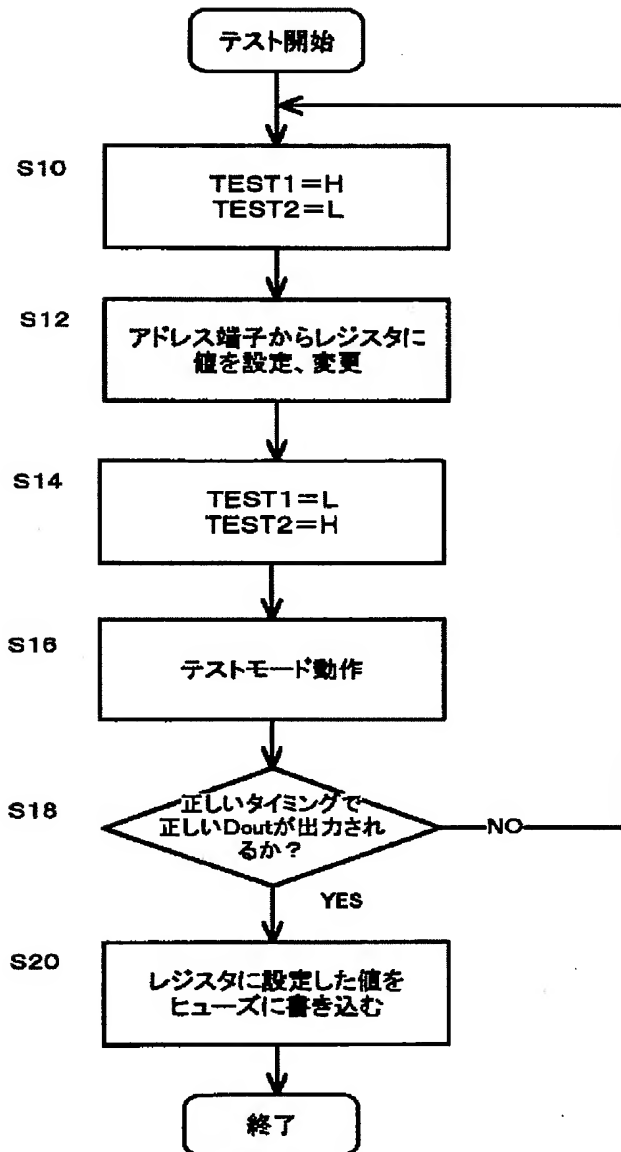 テスト開始
S10
TEST1=H
TEST2=L
S12
アドレス端子からレジスタに
値を設定、変更
S14
TEST1=L
TEST2=H
S16
テストモード動作
S18
正しいタイミングで
正しいDoutが出力され
るか?
NO
YES
S20
レジスタに設定した値を
ヒューズに書き込む
終了